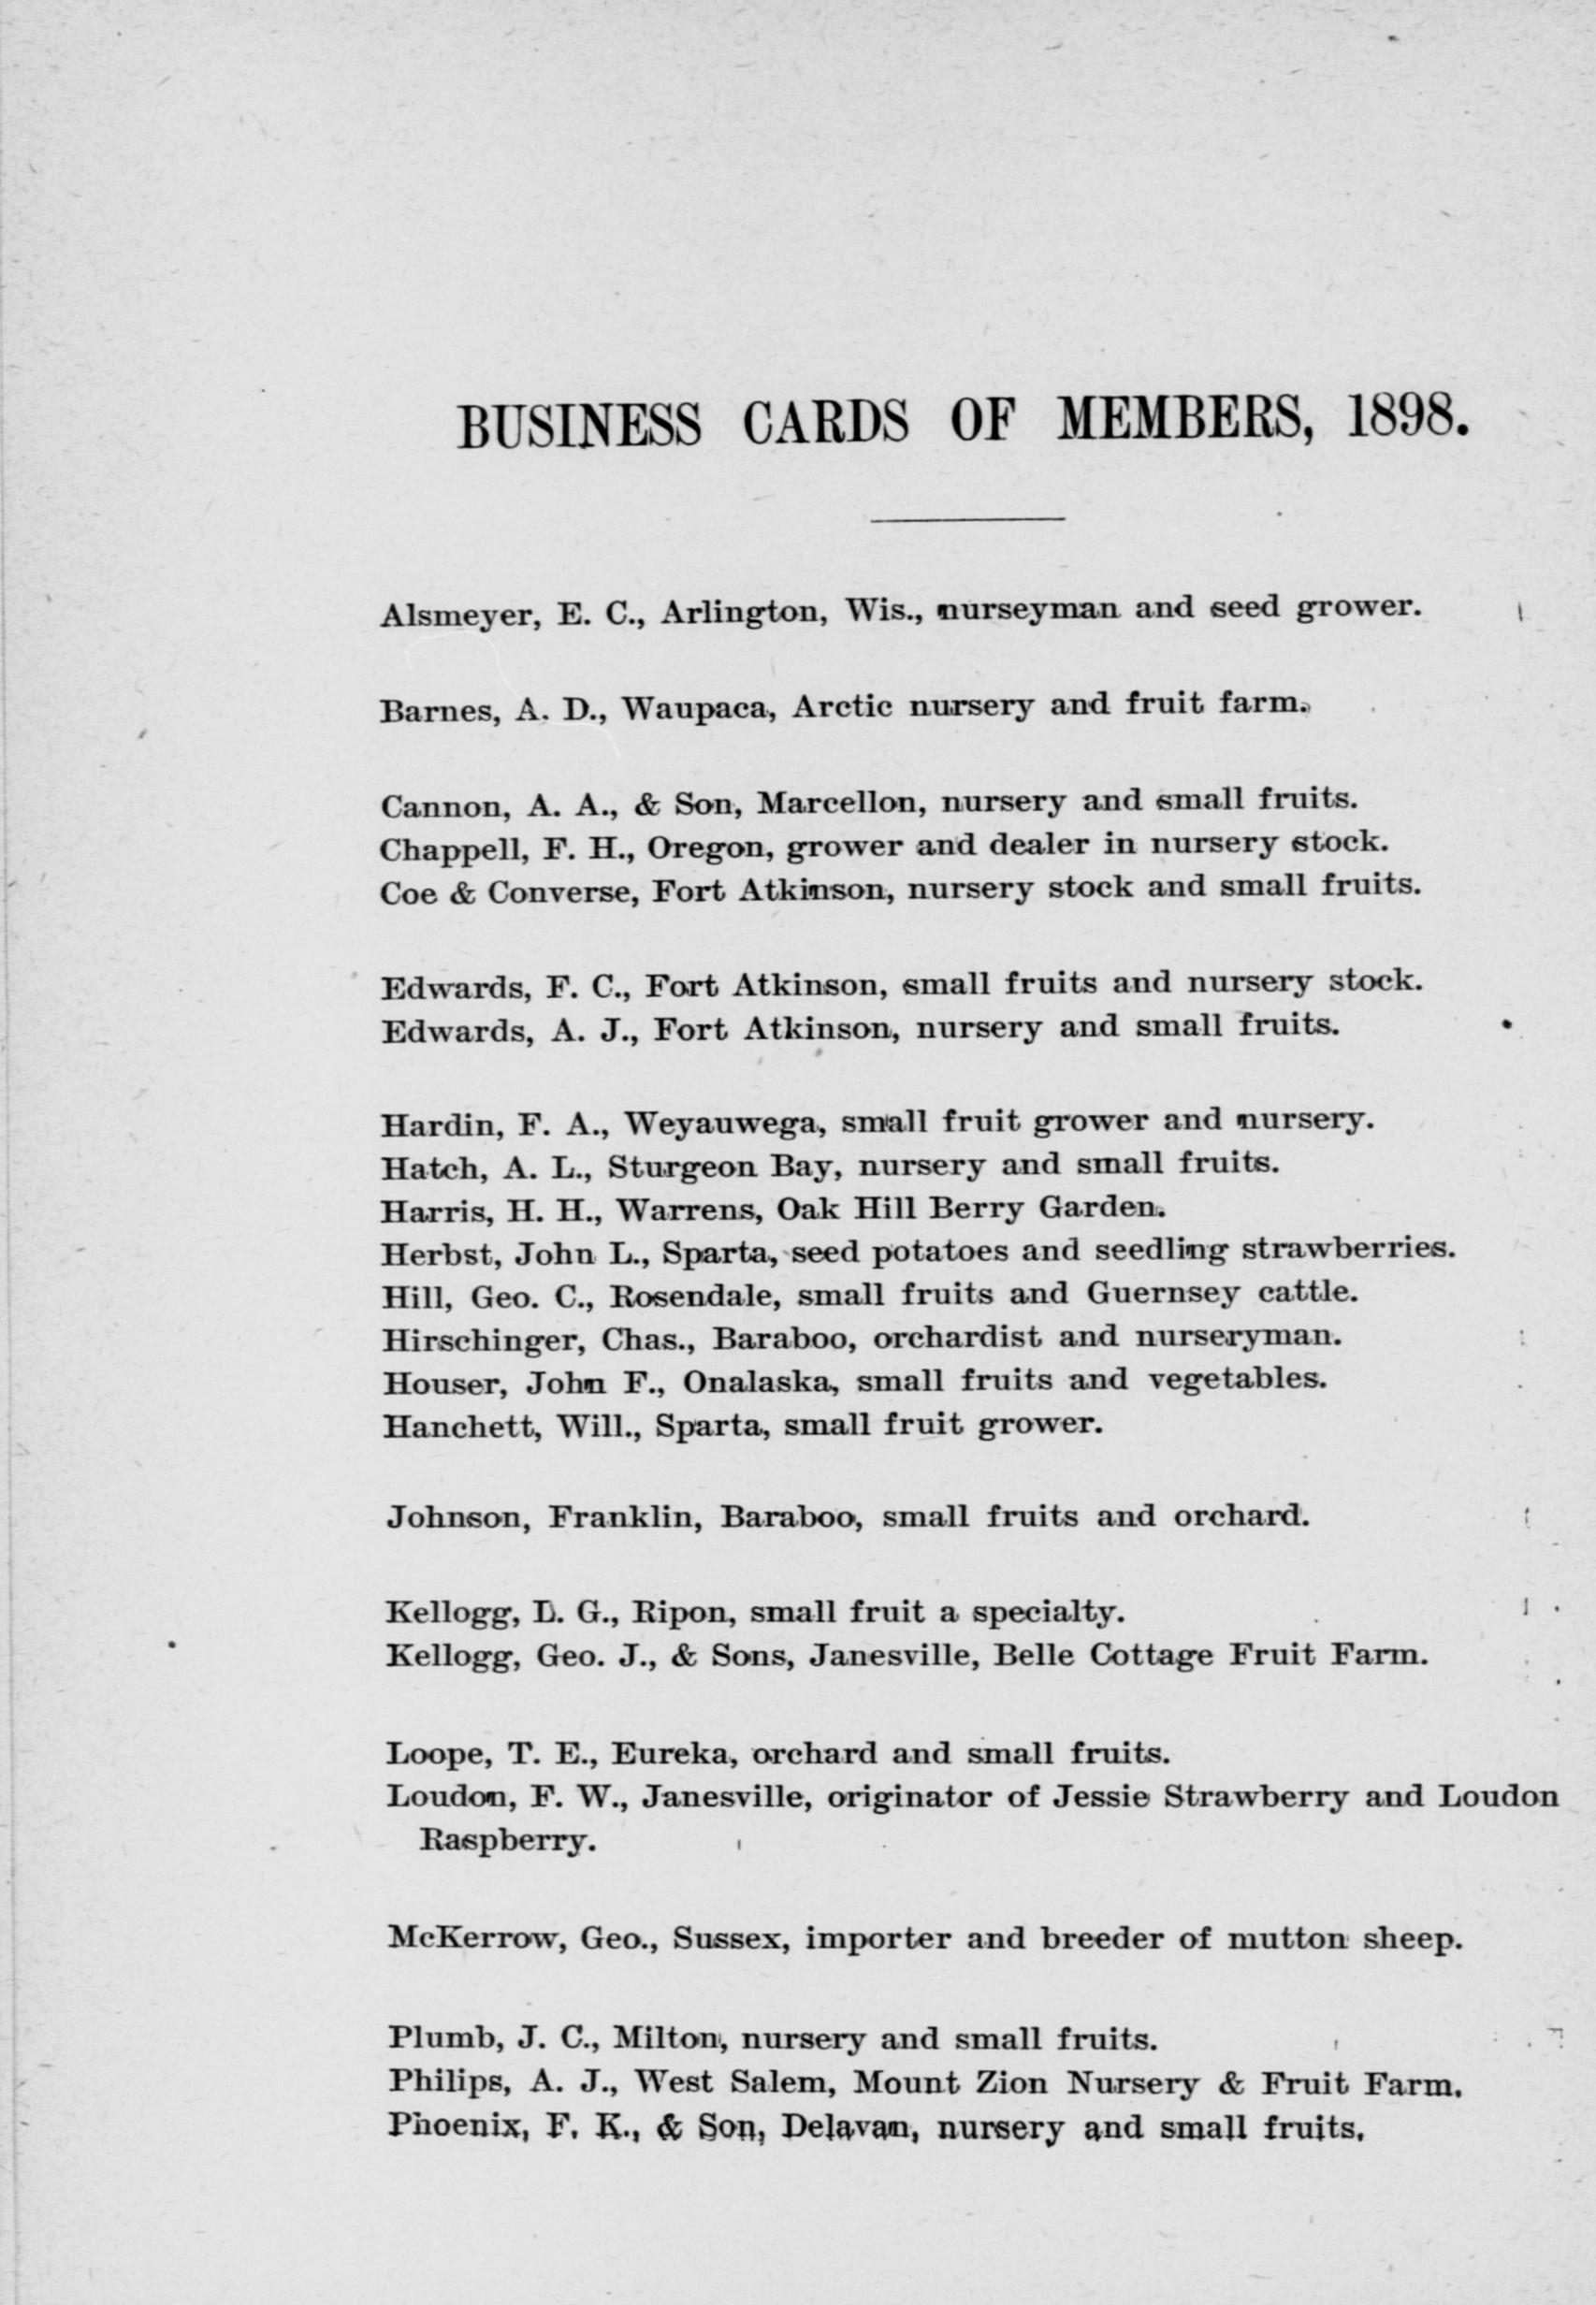 BUSINESS CARDS OF MEMBERS, 1898.
Alsmeyer, E. C., Arlington, Wis., nurseyman and seed grower.
Barnes, A. D., Waupaca, Arctic nursery and fruit farm.
Cannon, A. A., & Son, Marcellon, nursery and small fruits.
Chappell, F. H., Oregon, grower and dealer in nursery stock.
Coe & Converse, Fort Atkinson, nursery stock and small fruits.
Edwards, F. C., Fort Atkinson, small fruits and nursery stock.
Edwards, A. J., Fort Atkinson, nursery and small fruits.
Hardin, F. A., Weyauwega, small fruit grower and nursery.
Hatch, A. L., Sturgeon Bay, nursery and small fruits.
Harris, H. H., Warrens, Oak Hill Berry Garden.
Herbst, John L., Sparta, seed potatoes and seedling strawberries.
Hill, Geo. C., Rosendale, small fruits and Guernsey cattle.
Hirschinger, Chas., Baraboo, orchardist and nurseryman.
Houser, John F., Onalaska, small fruits and vegetables.
Hanchett, Will., Sparta, small fruit grower.
Johnson, Franklin, Baraboo, small fruits and orchard.
Kellogg, L. G., Ripon, small fruit a specialty.
Kellogg, Geo. J., & Sons, Janesville, Belle Cottage Fruit Farm.
Loope, T. E., Eureka, orchard and small fruits.
Loudon, F. W., Janesville, originator of Jessie Strawberry and Loudon
Raspberry.
McKerrow, Geo., Sussex, importer and breeder of mutton sheep.
Plumb, J. C., Milton, nursery and small fruits.
Philips, A. J., West Salem, Mount Zion Nursery & Fruit Farm.
Phoenix, F. K., & Son, Delavan, nursery and small fruits.